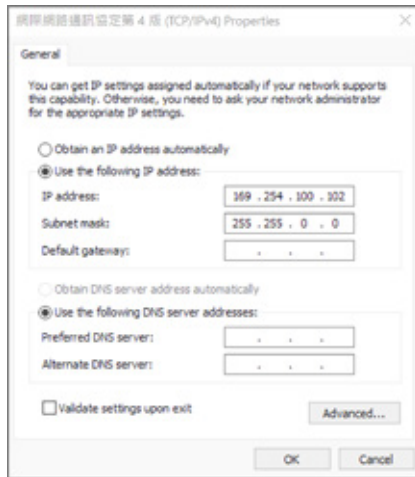 網際網路通訊協定第 4 版 (TCP/IPv4) Properties
General
You can get IP settings assigned automatically if your network supports
this capability. Otherwise, you need to ask your network administrator
for the appropriate IP settings.
Obtain an IP address automatically
Use the following IP address:
IP address: 169 . 254 . 100 . 102
Subnet mask: 255 . 255 . 0 . 0
Default gateway: . . .
Obtain DNS server address automatically
Use the following DNS server addresses:
Preferred DNS server: . . .
Alternate DNS server: . . .
Validate settings upon exit
Advanced...
OK Cancel